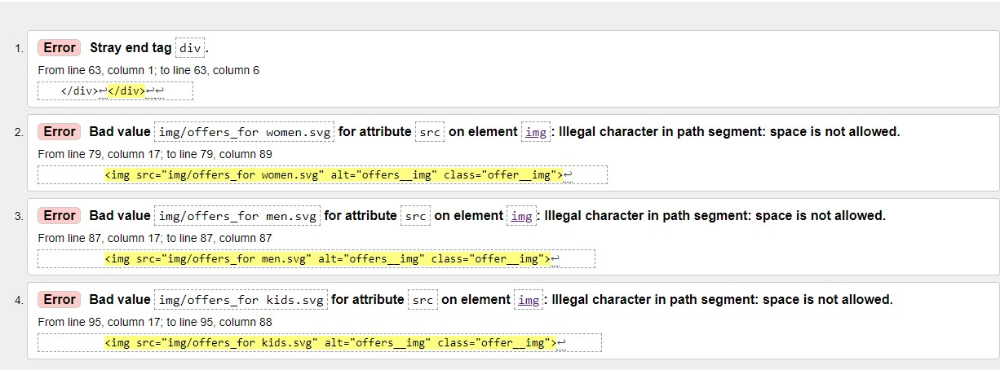 1. Error Stray end tag div.
From line 63, column 1; to line 63, column 6
</div>↩</div>↩↩
2. Error Bad value img/offers_for women.svg for attribute src on element img: Illegal character in path segment: space is not allowed.
From line 79, column 17; to line 79, column 89
<img src="img/offers_for women.svg" alt="offers__img" class="offer__img">↩
3. Error Bad value img/offers_for men.svg for attribute src on element img: Illegal character in path segment: space is not allowed.
From line 87, column 17; to line 87, column 87
<img src="img/offers_for men.svg" alt="offers__img" class="offer__img">↩
4. Error Bad value img/offers_for kids.svg for attribute src on element img: Illegal character in path segment: space is not allowed.
From line 95, column 17; to line 95, column 88
<img src="img/offers_for kids.svg" alt="offers__img" class="offer__img">↩